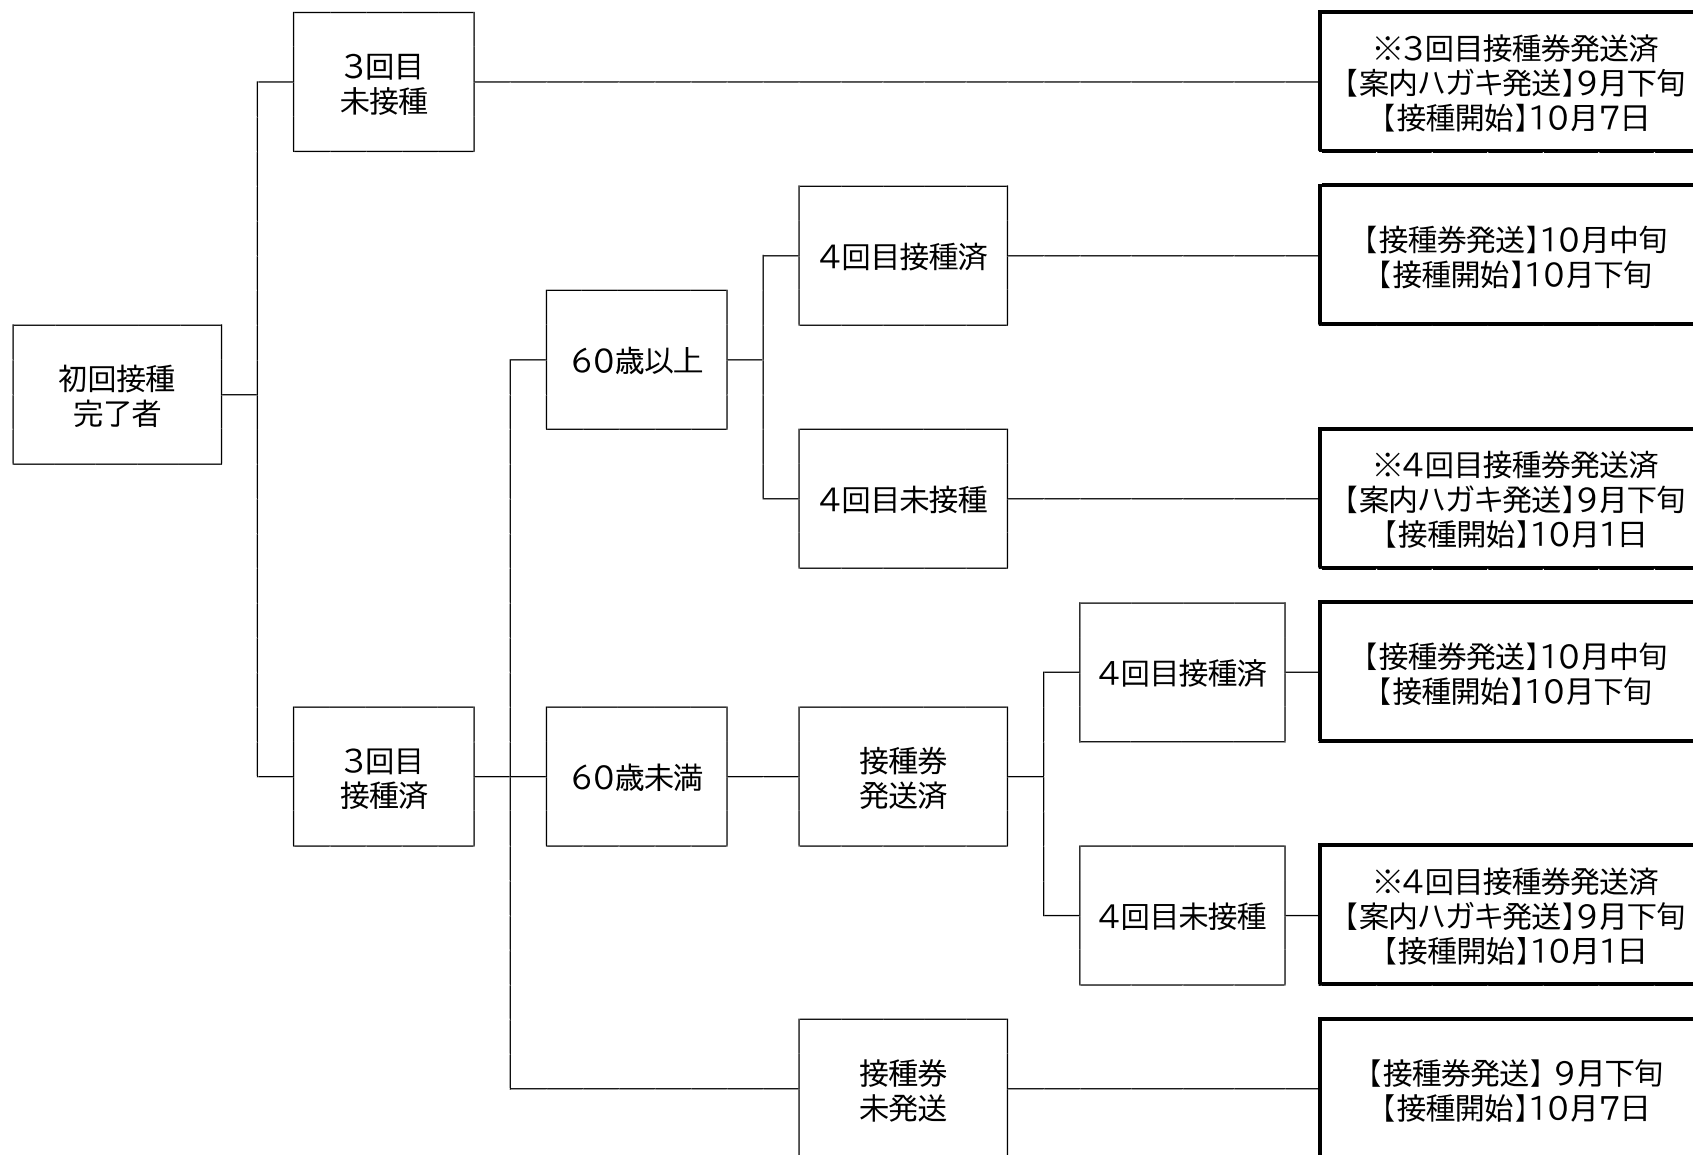 初回接種
完了者
3回目
未接種
※3回目接種券発送済
【案内ハガキ発送】9月下旬
【接種開始】10月7日
3回目
接種済
60歳以上
4回目接種済
【接種券発送】10月中旬
【接種開始】10月下旬
4回目未接種
※4回目接種券発送済
【案内ハガキ発送】9月下旬
【接種開始】10月1日
60歳未満
接種券
発送済
4回目接種済
【接種券発送】10月中旬
【接種開始】10月下旬
4回目未接種
※4回目接種券発送済
【案内ハガキ発送】9月下旬
【接種開始】10月1日
接種券
未発送
【接種券発送】 9月下旬
【接種開始】10月7日